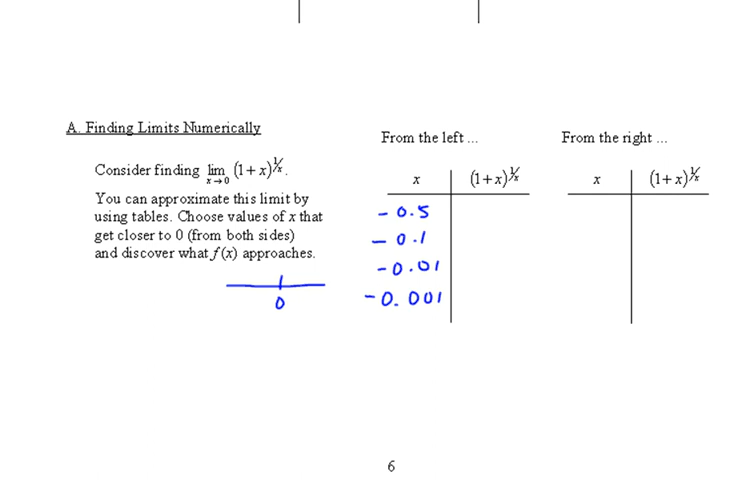 A. Finding Limits Numerically
Consider finding lim x→0 (1 + x)^1/x.
You can approximate this limit by
using tables. Choose values of x that
get closer to 0 (from both sides)
and discover what f(x) approaches.
0
From the left ...
x (1 + x)^1/x
-0.5
-0.1
-0.01
-0.001
From the right ...
x (1 + x)^1/x
6